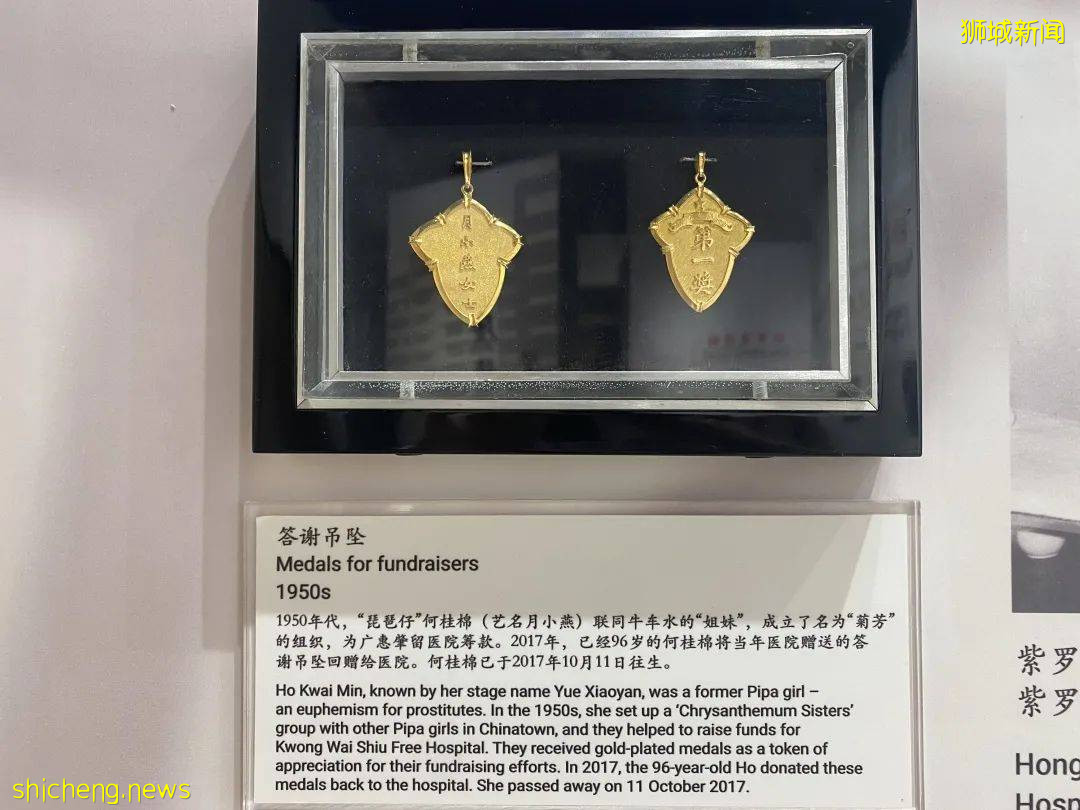 狮城新闻
月小燕女士
第一奖
答谢吊坠
Medals for fundraisers
1950s
1950年代，“琵琶仔”何桂棉（艺名月小燕）联同牛车水的“姐妹”，成立了名为“菊芳”
的组织，为广惠肇留医院筹款。2017年，已经96岁的何桂棉将当年医院赠送的答
谢吊坠回赠给医院。何桂棉已于2017年10月11日往生。
Ho Kwai Min, known by her stage name Yue Xiaoyan, was a former Pipa girl –
an euphemism for prostitutes. In the 1950s, she set up a ‘Chrysanthemum Sisters’
group with other Pipa girls in Chinatown, and they helped to raise funds for
Kwong Wai Shiu Free Hospital. They received gold-plated medals as a token of
appreciation for their fundraising efforts. In 2017, the 96-year-old Ho donated these
medals back to the hospital. She passed away on 11 October 2017.
紫罗
紫罗
Hong
Hosp
shicheng.news